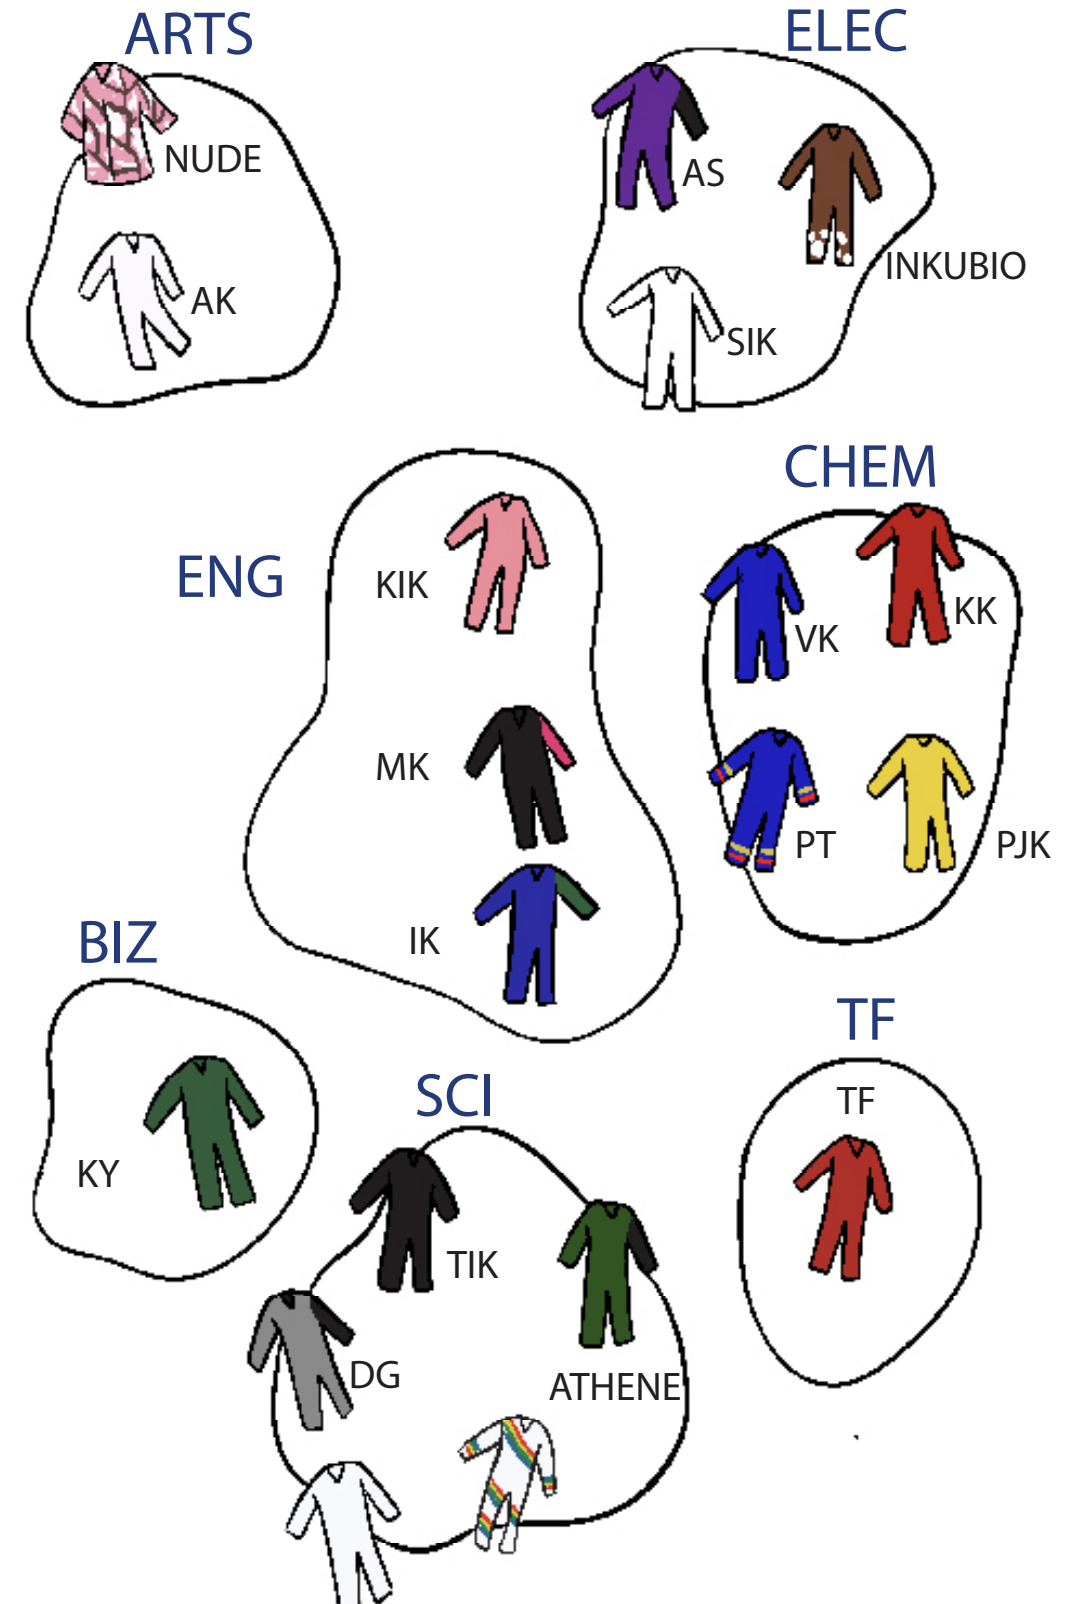 ARTS
NUDE
AK
ELEC
AS
INKUBIO
SIK
ENG
KIK
MK
IK
CHEM
KK
VK
PT
PJK
BIZ
KY
SCI
TIK
DG
ATHENE
TF
TF